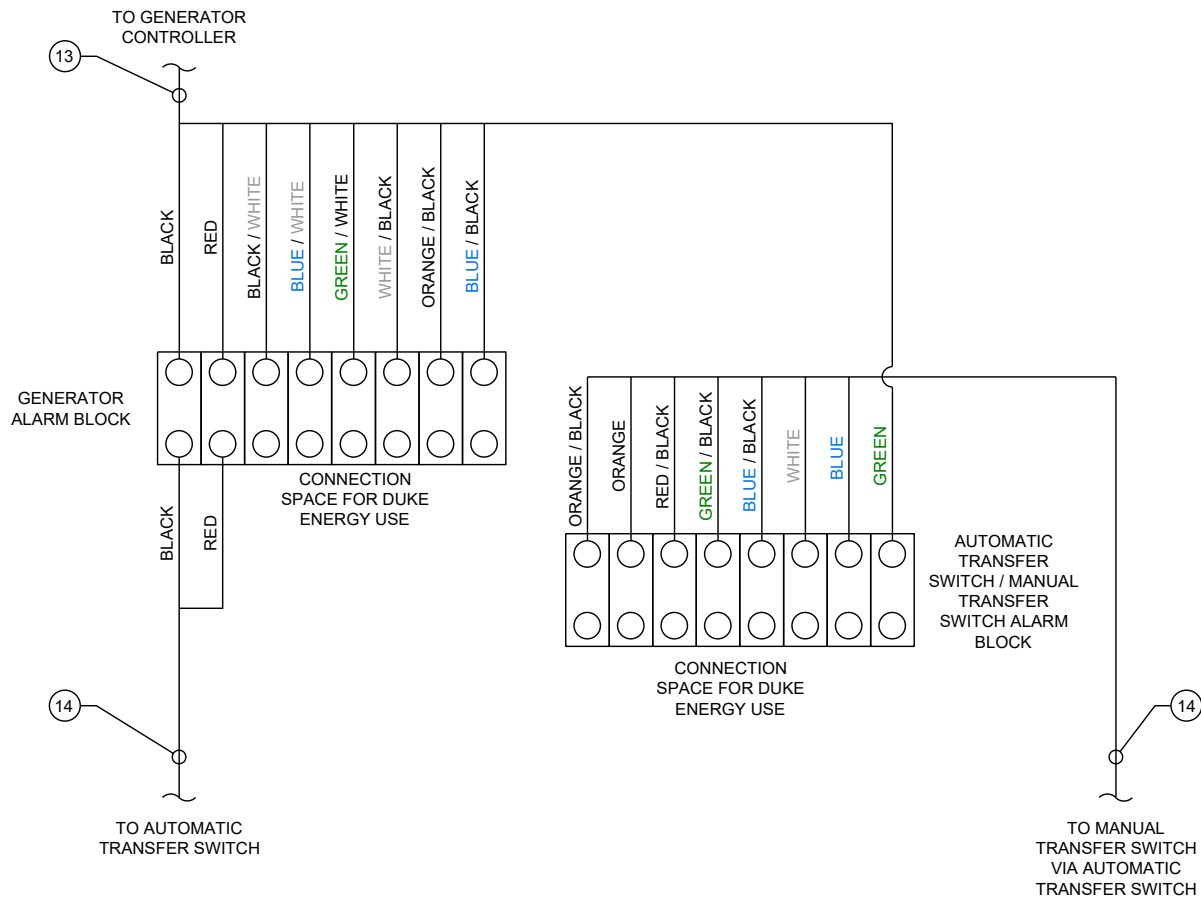 TO GENERATOR
CONTROLLER
13
BLACK
RED
BLACK / WHITE
BLUE / WHITE
GREEN / WHITE
WHITE / BLACK
ORANGE / BLACK
BLUE / BLACK
GENERATOR
ALARM BLOCK
CONNECTION
SPACE FOR DUKE
ENERGY USE
BLACK
RED
ORANGE / BLACK
ORANGE
RED / BLACK
GREEN / BLACK
BLUE / BLACK
WHITE
BLUE
GREEN
AUTOMATIC
TRANSFER
SWITCH / MANUAL
TRANSFER
SWITCH ALARM
BLOCK
CONNECTION
SPACE FOR DUKE
ENERGY USE
14
TO AUTOMATIC
TRANSFER SWITCH
14
TO MANUAL
TRANSFER SWITCH
VIA AUTOMATIC
TRANSFER SWITCH